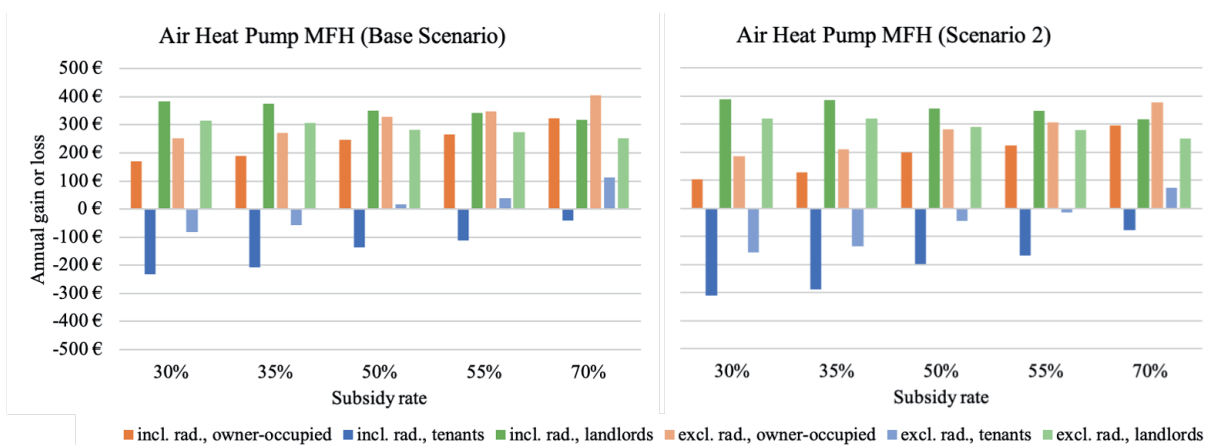 Air Heat Pump MFH (Base Scenario)
Air Heat Pump MFH (Scenario 2)
Annual gain or loss
500 €
400 €
300 €
200 €
100 €
0 €
-100 €
-200 €
-300 €
-400 €
-500 €
30% 35% 50% 55% 70%
Subsidy rate
30% 35% 50% 55% 70%
Subsidy rate
incl. rad., owner-occupied incl. rad., tenants incl. rad., landlords excl. rad., owner-occupied excl. rad., tenants excl. rad., landlords